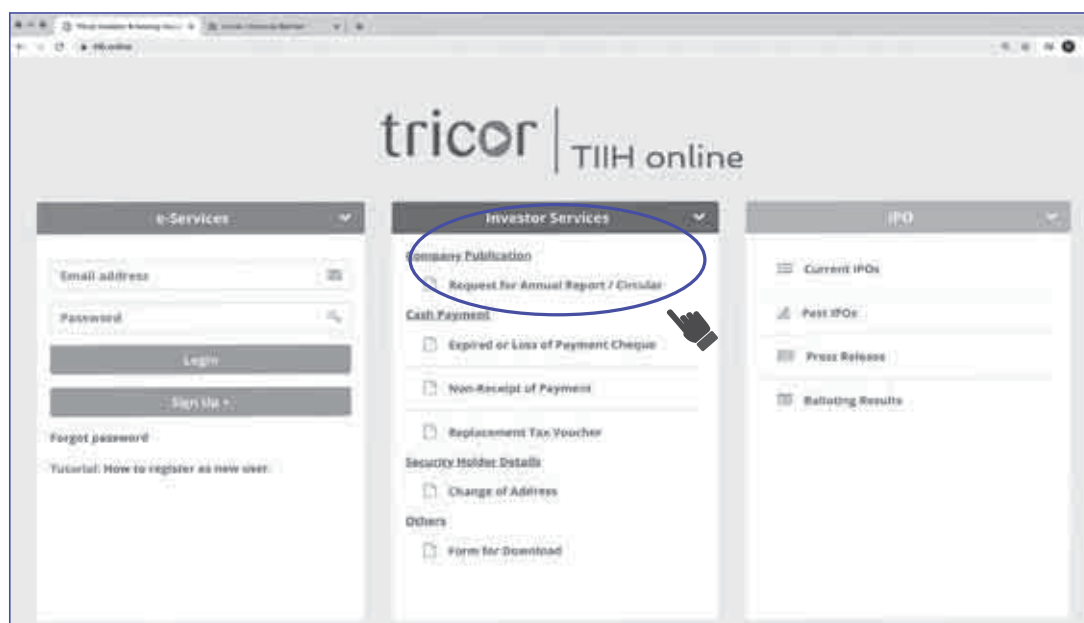 tiih.online
tricor
TIIH online
e-Services
Email address
Password
Login
Sign Up +
Forgot password
Tutorial: How to register as new user.
Investor Services
Company Publication
Request for Annual Report / Circular
Cash Payment
Expired or Loss of Payment Cheque
Non-Receipt of Payment
Replacement Tax Voucher
Security Holder Details
Change of Address
Others
Form for Download
IPO
Current IPOs
Past IPOs
Press Release
Balloting Results